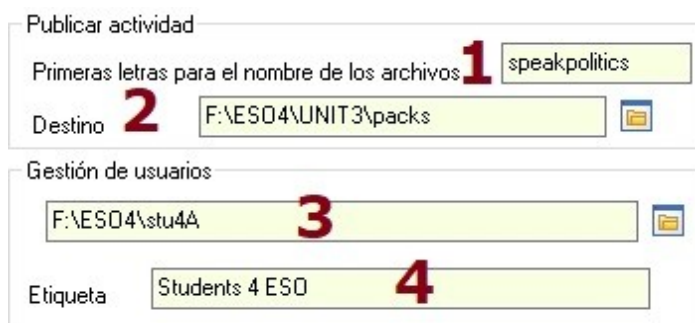 Publicar actividad
Primeras letras para el nombre de los archivos 1 speakpolitics
Destino 2 F:\ESO4\UNIT3\packs
Gestión de usuarios
F:\ESO4\stu4A 3
Etiqueta Students 4 ESO 4